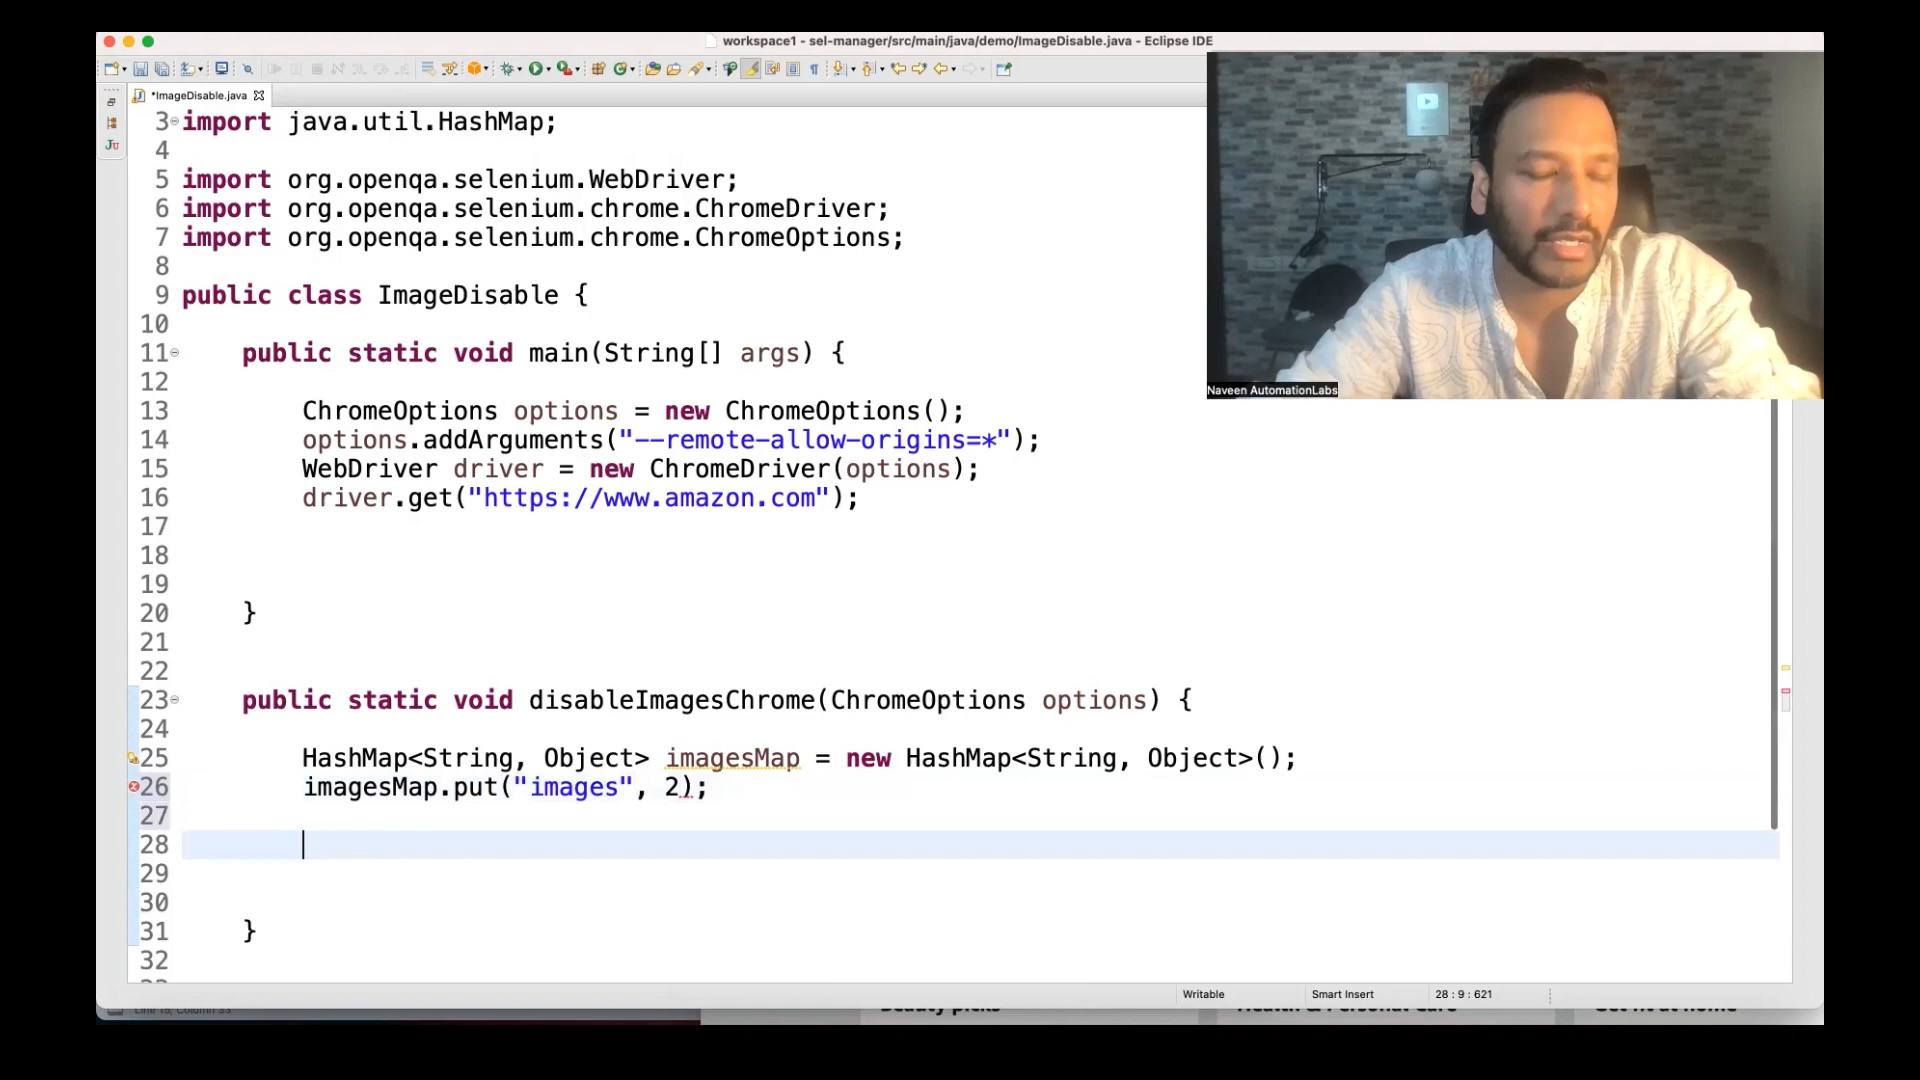 workspace1 - sel-manager/src/main/java/demo/ImageDisable.java - Eclipse IDE
*ImageDisable.java
3 import java.util.HashMap;
4
5 import org.openqa.selenium.WebDriver;
6 import org.openqa.selenium.chrome.ChromeDriver;
7 import org.openqa.selenium.chrome.ChromeOptions;
8
9 public class ImageDisable {
10
11 public static void main(String[] args) {
12
13 ChromeOptions options = new ChromeOptions();
14 options.addArguments("--remote-allow-origins=*");
15 WebDriver driver = new ChromeDriver(options);
16 driver.get("https://www.amazon.com");
17
18
19
20 }
21
22
23 public static void disableImagesChrome(ChromeOptions options) {
24
25 HashMap<String, Object> imagesMap = new HashMap<String, Object>();
26 imagesMap.put("images", 2);
27
28
29
30
31 }
32
Naveen AutomationLabs
Writable
Smart Insert
28 : 9 : 621